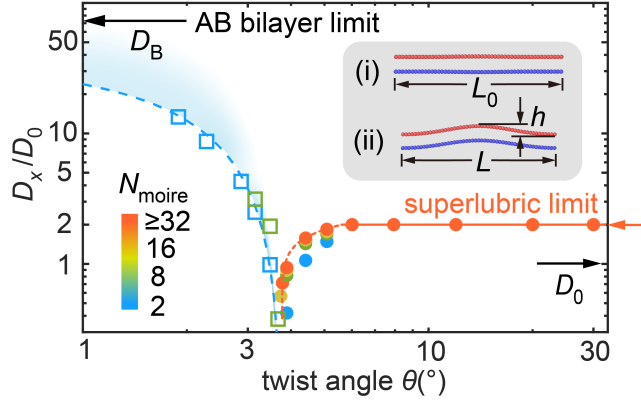 50
10
5
2
1
D_x/D_0
AB bilayer limit
D_B
(i)
L_0
(ii)
h
L
superlubric limit
D_0
N_moire
≥32
16
8
2
1
3
10
30
twist angle θ(°)